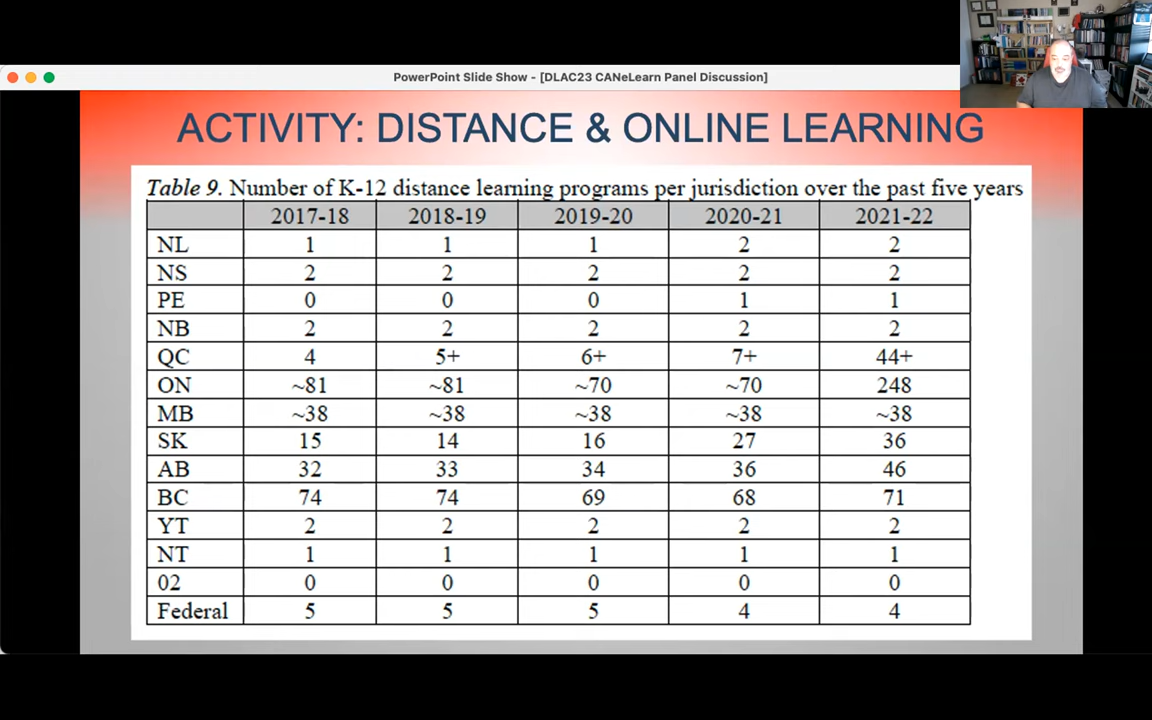 PowerPoint Slide Show - [DLAC23 CANeLearn Panel Discussion]
ACTIVITY: DISTANCE & ONLINE LEARNING
Table 9. Number of K-12 distance learning programs per jurisdiction over the past five years
2017-18 2018-19 2019-20 2020-21 2021-22
NL 1 1 1 2 2
NS 2 2 2 2 2
PE 0 0 0 1 1
NB 2 2 2 2 2
QC 4 5+ 6+ 7+ 44+
ON ~81 ~81 ~70 ~70 248
MB ~38 ~38 ~38 ~38 ~38
SK 15 14 16 27 36
AB 32 33 34 36 46
BC 74 74 69 68 71
YT 2 2 2 2 2
NT 1 1 1 1 1
02 0 0 0 0 0
Federal 5 5 5 4 4